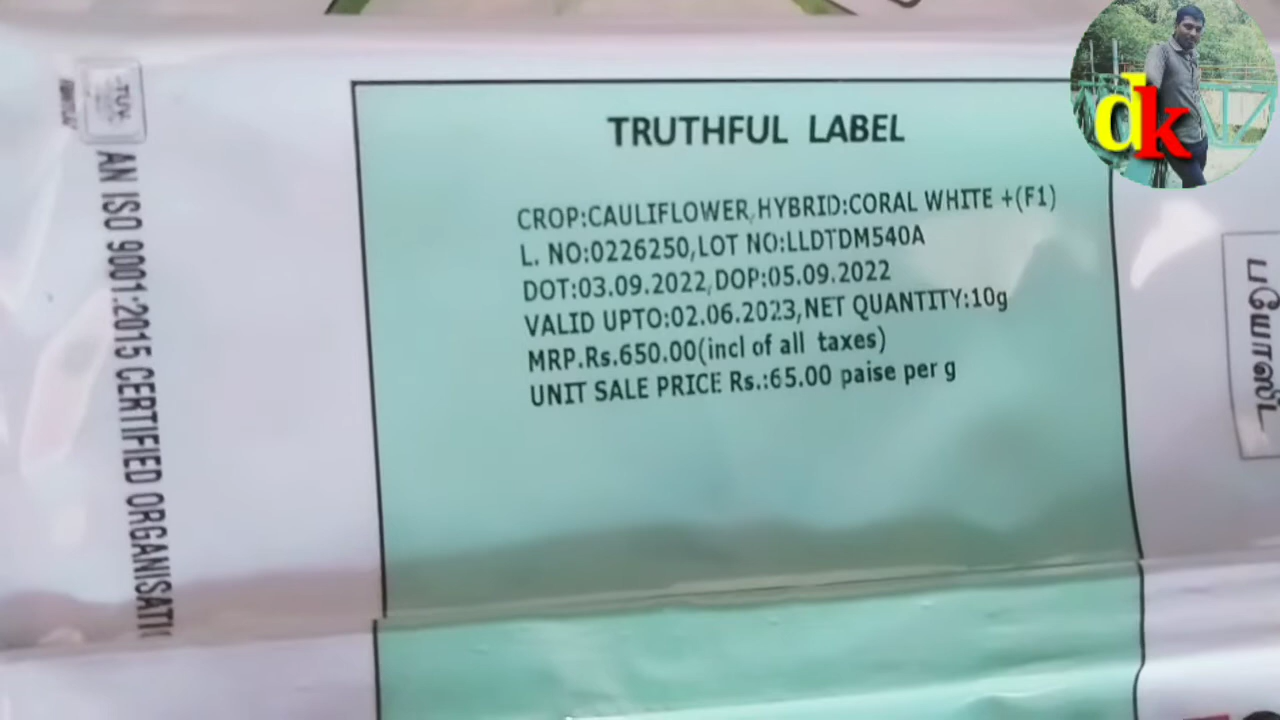 TRUTHFUL LABEL
CROP:CAULIFLOWER,HYBRID:CORAL WHITE +(F1)
L. NO:0226250,LOT NO:LLDTDM540A
DOT:03.09.2022,DOP:05.09.2022
VALID UPTO:02.06.2023,NET QUANTITY:10g
MRP.Rs.650.00(incl of all taxes)
UNIT SALE PRICE Rs.:65.00 paise per g
AN ISO 9001:2015 CERTIFIED
TUV
dk